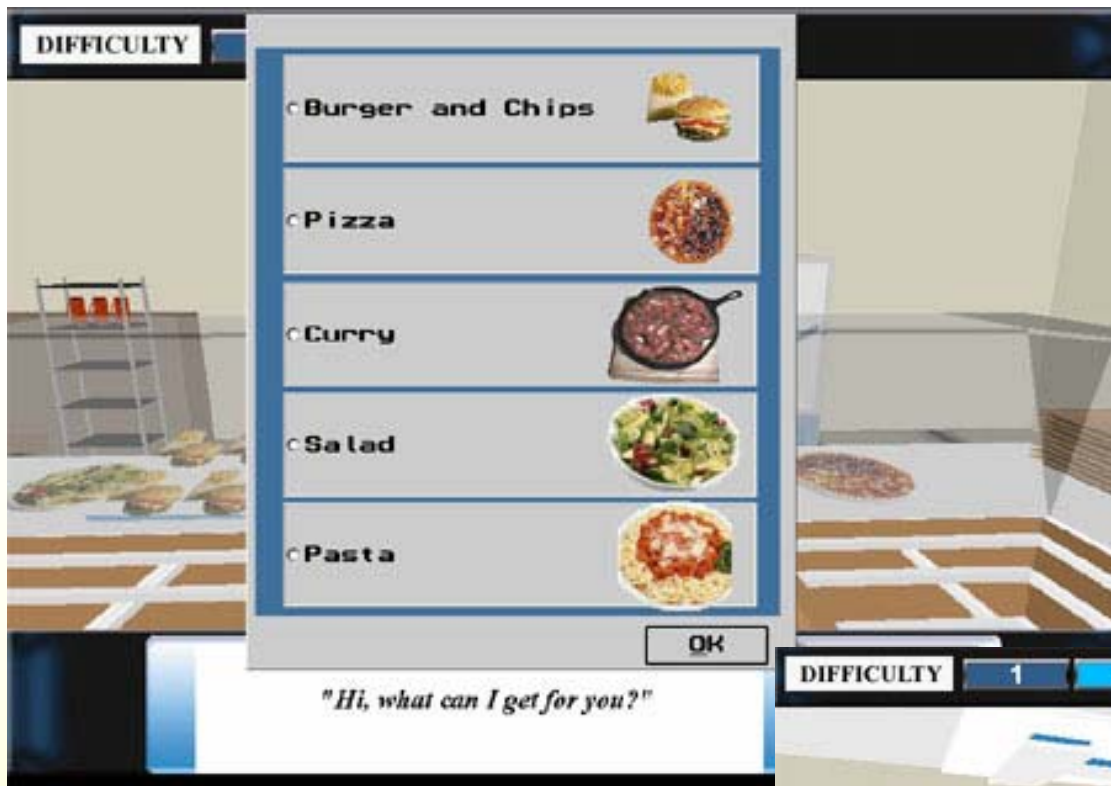 DIFFICULTY
Burger and Chips
Pizza
Curry
Salad
Pasta
OK
"Hi, what can I get for you?"
DIFFICULTY 1